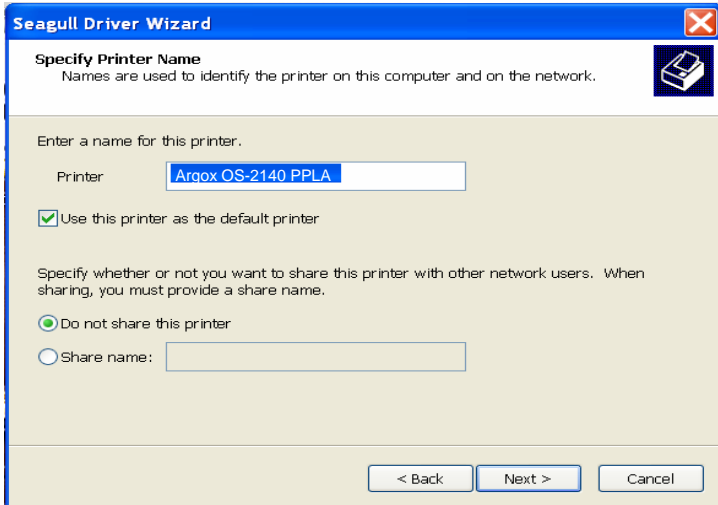 Seagull Driver Wizard
Specify Printer Name
Names are used to identify the printer on this computer and on the network.
Enter a name for this printer.
Printer Argox OS-2140 PPLA
Use this printer as the default printer
Specify whether or not you want to share this printer with other network users. When
sharing, you must provide a share name.
Do not share this printer
Share name:
< Back Next > Cancel